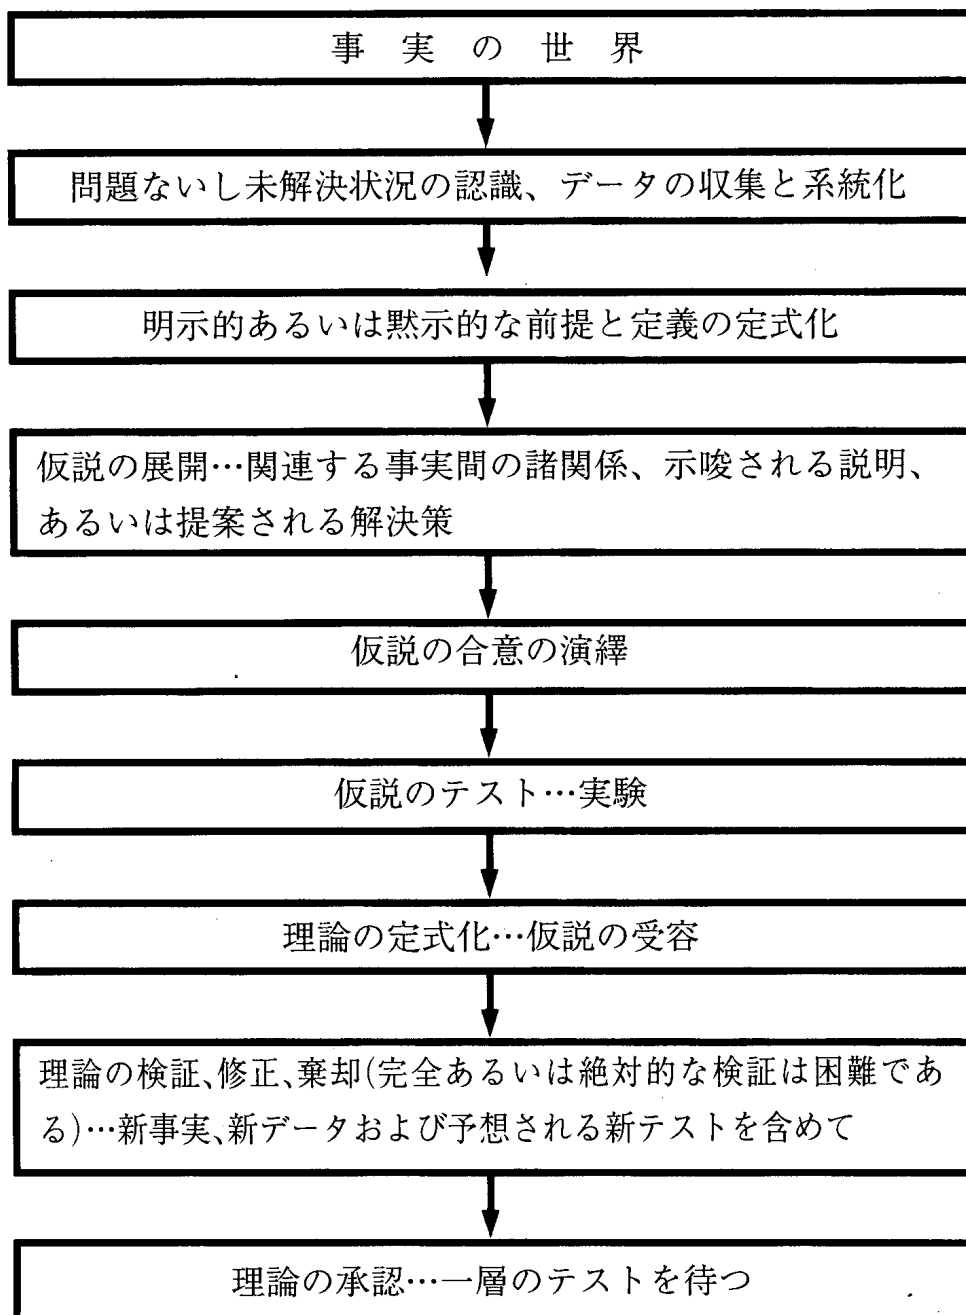 事実の世界
問題ないし未解決状況の認識、データの収集と系統化
明示的あるいは黙示的な前提と定義の定式化
仮説の展開…関連する事実間の諸関係、示唆される説明、
あるいは提案される解決策
仮説の合意の演繹
仮説のテスト…実験
理論の定式化…仮説の受容
理論の検証、修正、棄却(完全あるいは絶対的な検証は困難であ
る)…新事実、新データおよび予想される新テストを含めて
理論の承認…一層のテストを待つ